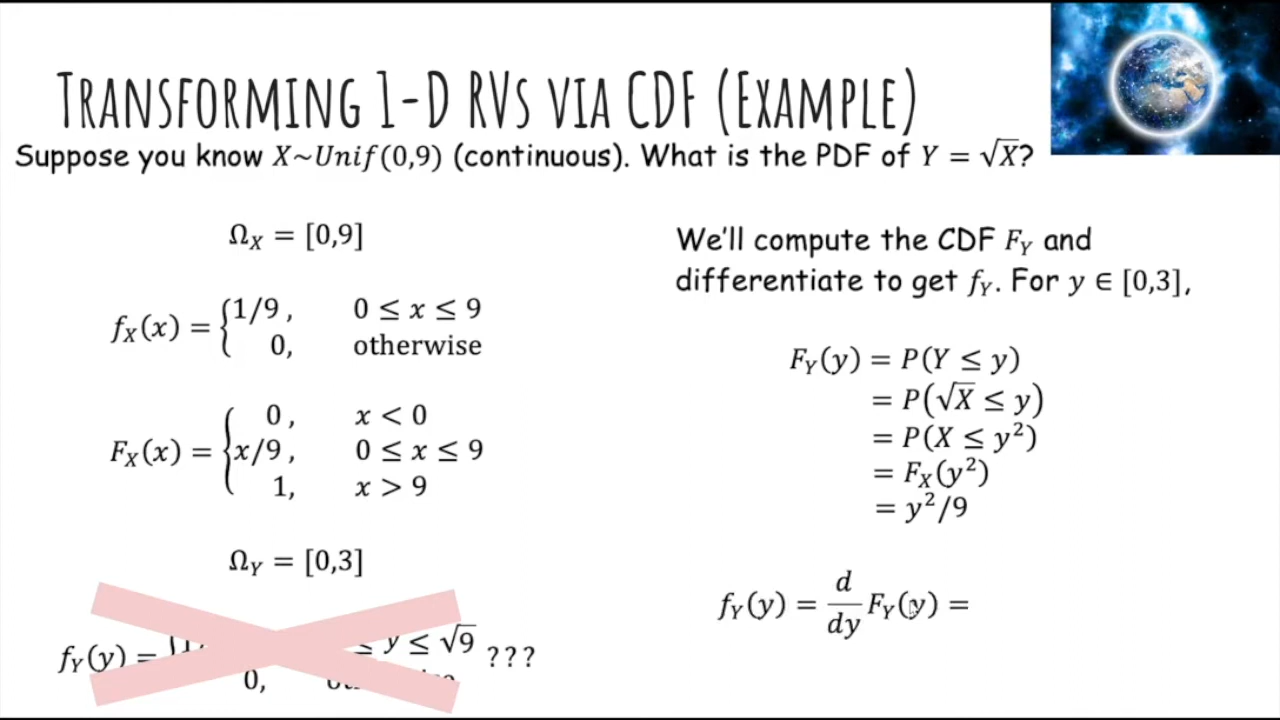 TRANSFORMING 1-D RVS VIA CDF (EXAMPLE)
Suppose you know X~Unif(0,9) (continuous). What is the PDF of Y = √X?
Ω_X = [0,9]
f_X(x) = { 1/9, 0 ≤ x ≤ 9
0, otherwise
F_X(x) = { 0, x < 0
x/9, 0 ≤ x ≤ 9
1, x > 9
Ω_Y = [0,3]
f_Y(y) = { ≤ y ≤ √9 ???
0,
We'll compute the CDF F_Y and
differentiate to get f_Y. For y ∈ [0,3],
F_Y(y) = P(Y ≤ y)
= P(√X ≤ y)
= P(X ≤ y²)
= F_X(y²)
= y²/9
f_Y(y) = d/dy F_Y(y) =